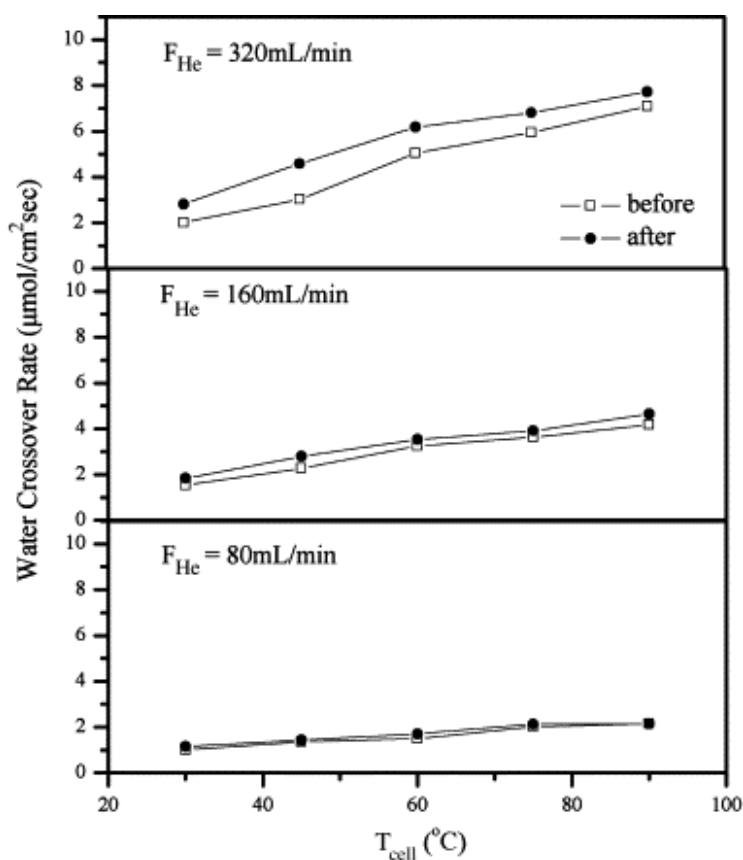 10
F_He = 320mL/min
8
6
4
before
2
after
0
10
F_He = 160mL/min
8
6
4
2
0
10
F_He = 80mL/min
8
6
4
2
0
20 40 60 80 100
T_cell (°C)
Water Crossover Rate (μmol/cm²sec)